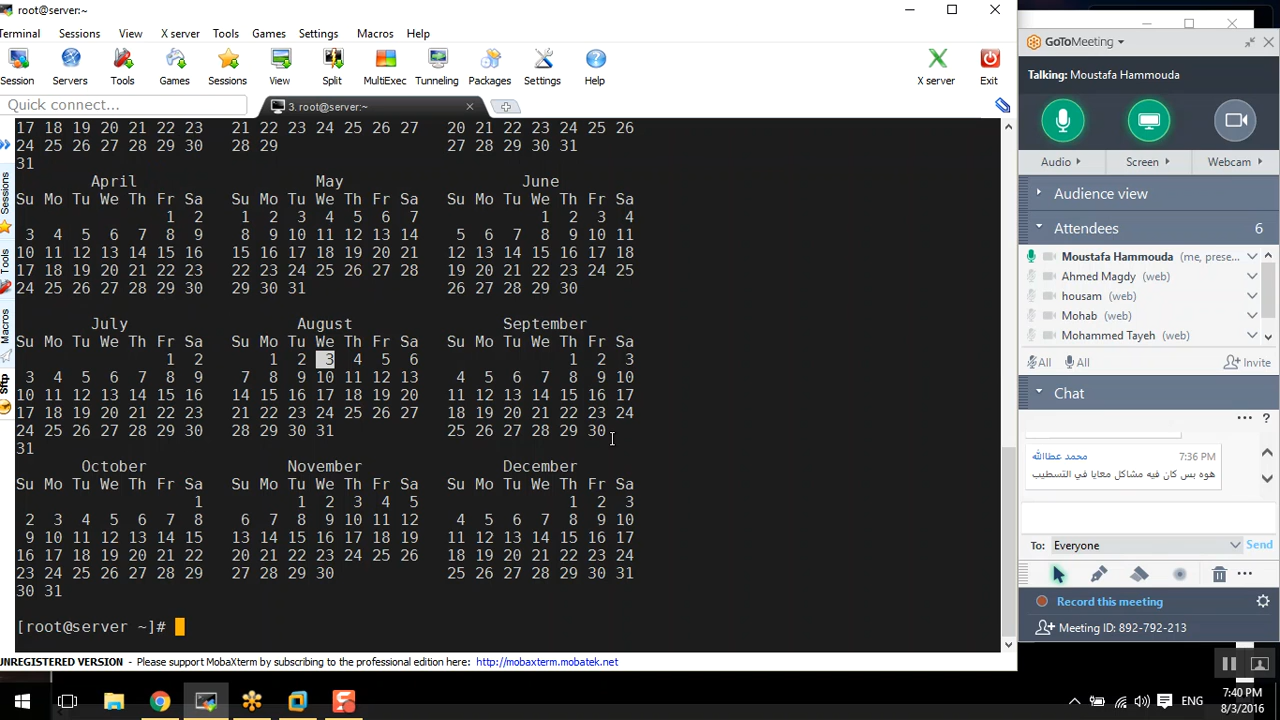 root@server:~
Terminal Sessions View X server Tools Games Settings Macros Help
Session Servers Tools Games Sessions View Split MultiExec Tunneling Packages Settings Help X server Exit
Quick connect...
3. root@server:~
Sessions
Tools
Macros
Sftp
17 18 19 20 21 22 23 21 22 23 24 25 26 27 20 21 22 23 24 25 26
24 25 26 27 28 29 30 28 29 27 28 29 30 31
31
April May June
Su Mo Tu We Th Fr Sa Su Mo Tu We Th Fr Sa Su Mo Tu We Th Fr Sa
1 2 1 2 3 4 5 6 7 1 2 3 4
3 4 5 6 7 8 9 8 9 10 11 12 13 14 5 6 7 8 9 10 11
10 11 12 13 14 15 16 15 16 17 18 19 20 21 12 13 14 15 16 17 18
17 18 19 20 21 22 23 22 23 24 25 26 27 28 19 20 21 22 23 24 25
24 25 26 27 28 29 30 29 30 31 26 27 28 29 30
July August September
Su Mo Tu We Th Fr Sa Su Mo Tu We Th Fr Sa Su Mo Tu We Th Fr Sa
1 2 1 2 3 4 5 6 1 2 3
3 4 5 6 7 8 9 7 8 9 10 11 12 13 4 5 6 7 8 9 10
10 11 12 13 14 15 16 14 15 16 17 18 19 20 11 12 13 14 15 16 17
17 18 19 20 21 22 23 21 22 23 24 25 26 27 18 19 20 21 22 23 24
24 25 26 27 28 29 30 28 29 30 31 25 26 27 28 29 30
31
October November December
Su Mo Tu We Th Fr Sa Su Mo Tu We Th Fr Sa Su Mo Tu We Th Fr Sa
1 1 2 3 4 5 1 2 3
2 3 4 5 6 7 8 6 7 8 9 10 11 12 4 5 6 7 8 9 10
9 10 11 12 13 14 15 13 14 15 16 17 18 19 11 12 13 14 15 16 17
16 17 18 19 20 21 22 20 21 22 23 24 25 26 18 19 20 21 22 23 24
23 24 25 26 27 28 29 27 28 29 30 25 26 27 28 29 30 31
30 31
[root@server ~]#
UNREGISTERED VERSION - Please support MobaXterm by subscribing to the professional edition here: http://mobaxterm.mobatek.net
GoToMeeting
Talking: Moustafa Hammouda
Audio Screen Webcam
Audience view
Attendees 6
Moustafa Hammouda (me, prese...
Ahmed Magdy (web)
housam (web)
Mohab (web)
Mohammed Tayeh (web)
All All Invite
Chat
محمد عطاالله 7:36 PM
هوه بس كان فيه مشاكل معايا في التسطيب
To: Everyone Send
Record this meeting
Meeting ID: 892-792-213
ENG
7:40 PM
8/3/2016